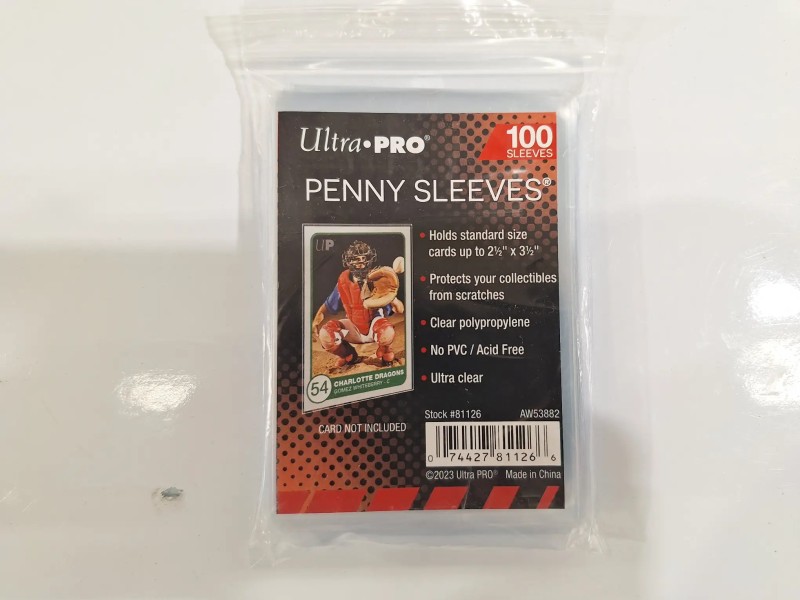 Ultra•PRO®
100
SLEEVES
PENNY SLEEVES®
• Holds standard size
cards up to 2½" x 3½"
• Protects your collectibles
from scratches
• Clear polypropylene
• No PVC / Acid Free
• Ultra clear
UP
54
CHARLOTTE DRAGONS
GOMEZ WHITEBERRY - C
CARD NOT INCLUDED
Stock #81126 AW53882
0 74427 81126 6
©2023 Ultra PRO® Made in China